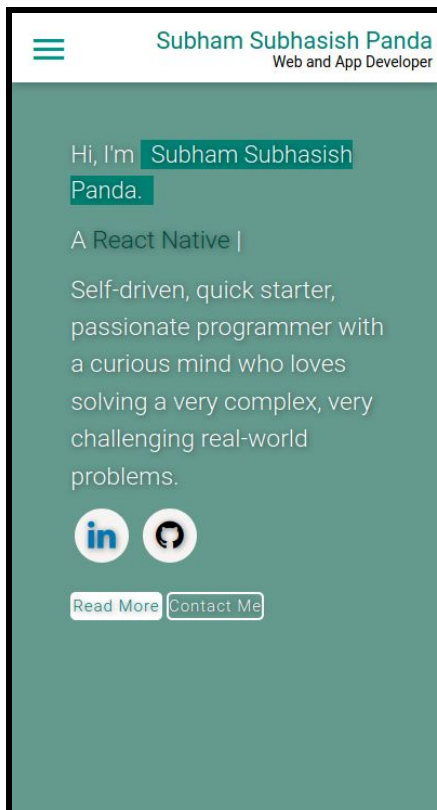 Subham Subhasish Panda
Web and App Developer
Hi, I'm Subham Subhasish
Panda.
A React Native |
Self-driven, quick starter,
passionate programmer with
a curious mind who loves
solving a very complex, very
challenging real-world
problems.
in
Read More Contact Me